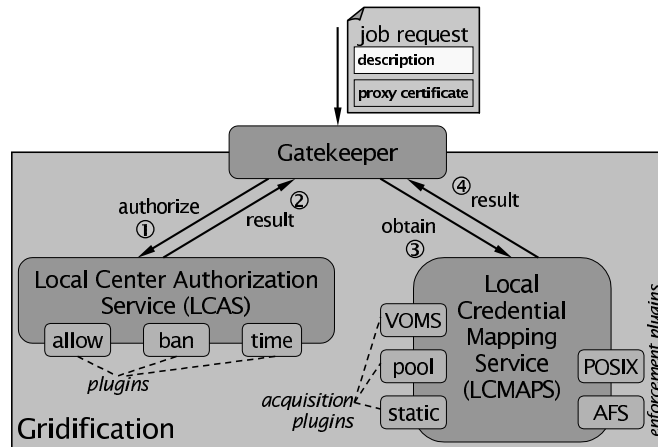 job request
description
proxy certificate
Gatekeeper
authorize
①
②
result
④
result
obtain
③
Local Center Authorization
Service (LCAS)
allow
ban
time
plugins
Local
Credential
Mapping
Service
(LCMAPS)
VOMS
pool
static
acquisition
plugins
POSIX
AFS
enforcement plugins
Gridification